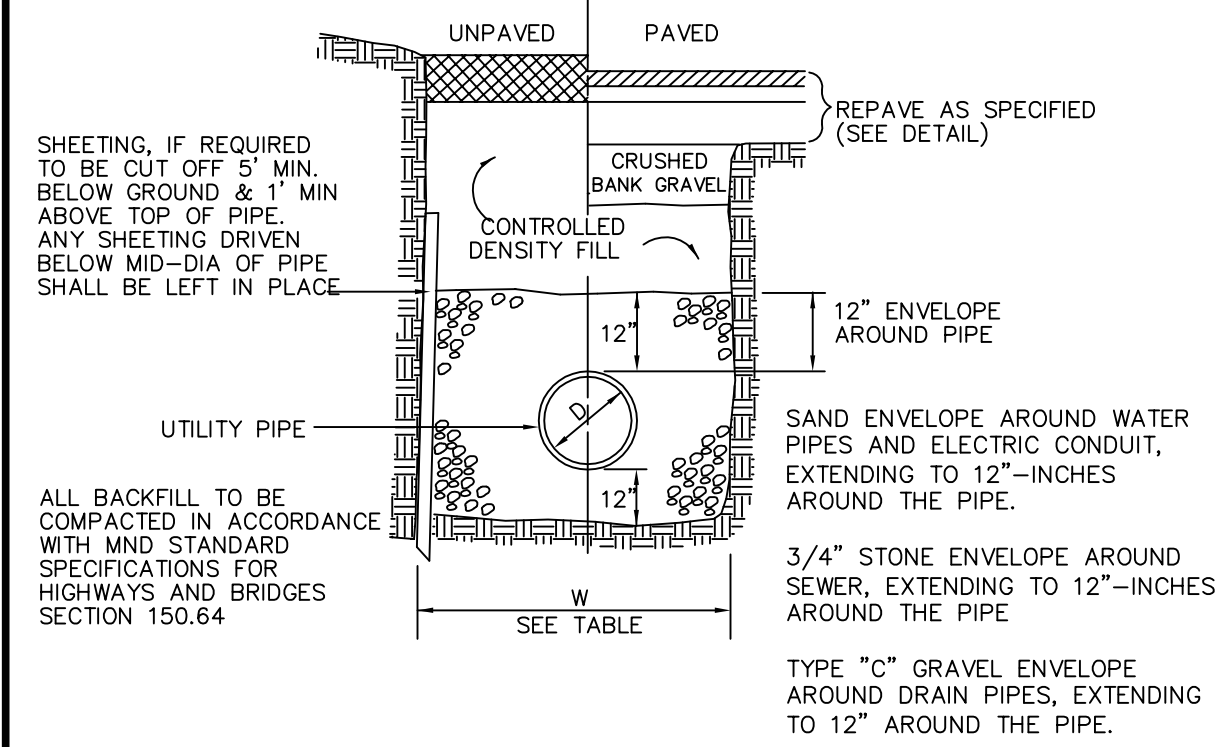 UNPAVED
PAVED
REPAVE AS SPECIFIED
(SEE DETAIL)
SHEETING, IF REQUIRED
TO BE CUT OFF 5' MIN.
BELOW GROUND & 1' MIN
ABOVE TOP OF PIPE.
ANY SHEETING DRIVEN
BELOW MID-DIA OF PIPE
SHALL BE LEFT IN PLACE
CRUSHED
BANK GRAVEL
CONTROLLED
DENSITY FILL
12"
12" ENVELOPE
AROUND PIPE
D
UTILITY PIPE
12"
SAND ENVELOPE AROUND WATER
PIPES AND ELECTRIC CONDUIT,
EXTENDING TO 12"-INCHES
AROUND THE PIPE.
ALL BACKFILL TO BE
COMPACTED IN ACCORDANCE
WITH MND STANDARD
SPECIFICATIONS FOR
HIGHWAYS AND BRIDGES
SECTION 150.64
3/4" STONE ENVELOPE AROUND
SEWER, EXTENDING TO 12"-INCHES
AROUND THE PIPE
W
SEE TABLE
TYPE "C" GRAVEL ENVELOPE
AROUND DRAIN PIPES, EXTENDING
TO 12" AROUND THE PIPE.